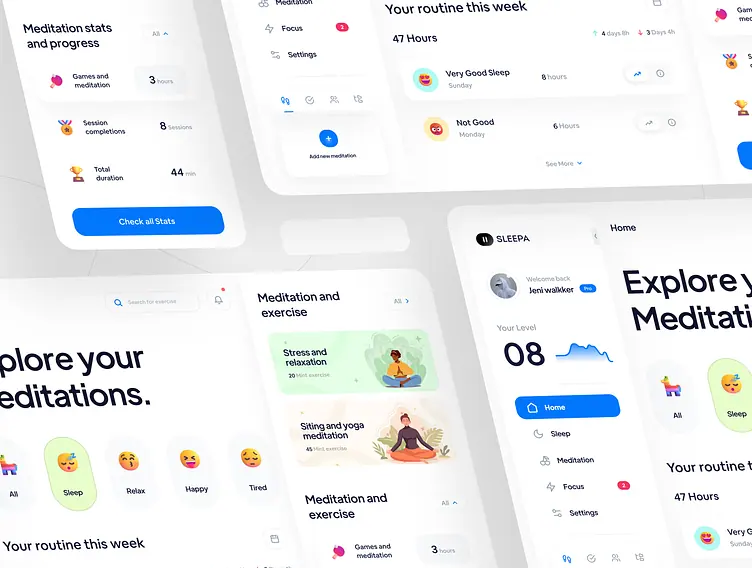 Meditation stats
and progress
All
Games and
meditation
3 hours
Session
completions
8 Sessions
Total
duration
44 min
Check all Stats
Meditation
Focus
2
Settings
Add new meditation
Your routine this week
47 Hours
4 days 8h
3 Days 4h
Very Good Sleep
Sunday
8 hours
Not Good
Monday
6 Hours
See More
Search for exercise
plore your
editations.
All
Sleep
Relax
Happy
Tired
Your routine this week
Meditation and
exercise
All
Stress and
relaxation
20 Mint exercise
Siting and yoga
meditation
45 Mint exercise
Meditation and
exercise
All
Games and
meditation
3 hours
SLEEPA
Welcome back
Jeni walkker
Pro
Your Level
08
Home
Sleep
Meditation
Focus
2
Settings
Home
Explore y
Meditati
All
Sleep
Your routine
47 Hours
Very G
Sunday